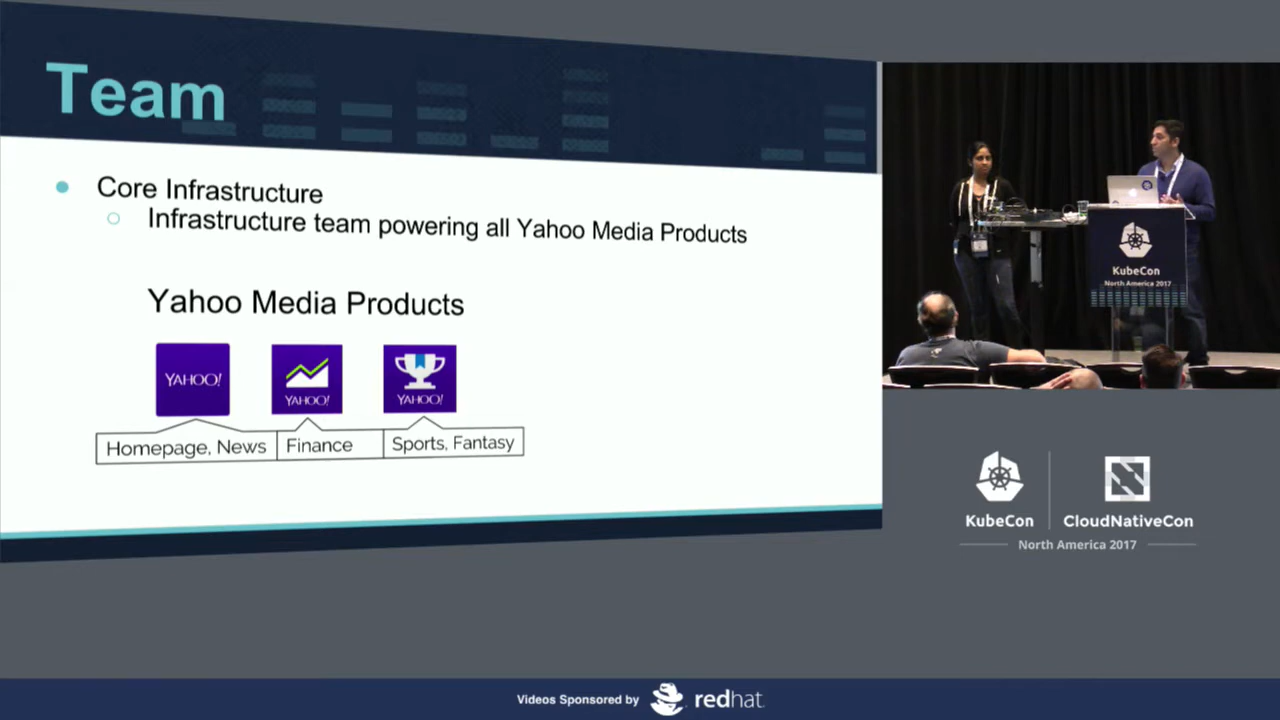 Team
Core Infrastructure
Infrastructure team powering all Yahoo Media Products
Yahoo Media Products
YAHOO!
YAHOO!
YAHOO!
Homepage, News
Finance
Sports, Fantasy
KubeCon
North America 2017
KubeCon
CloudNativeCon
North America 2017
Videos Sponsored by
redhat